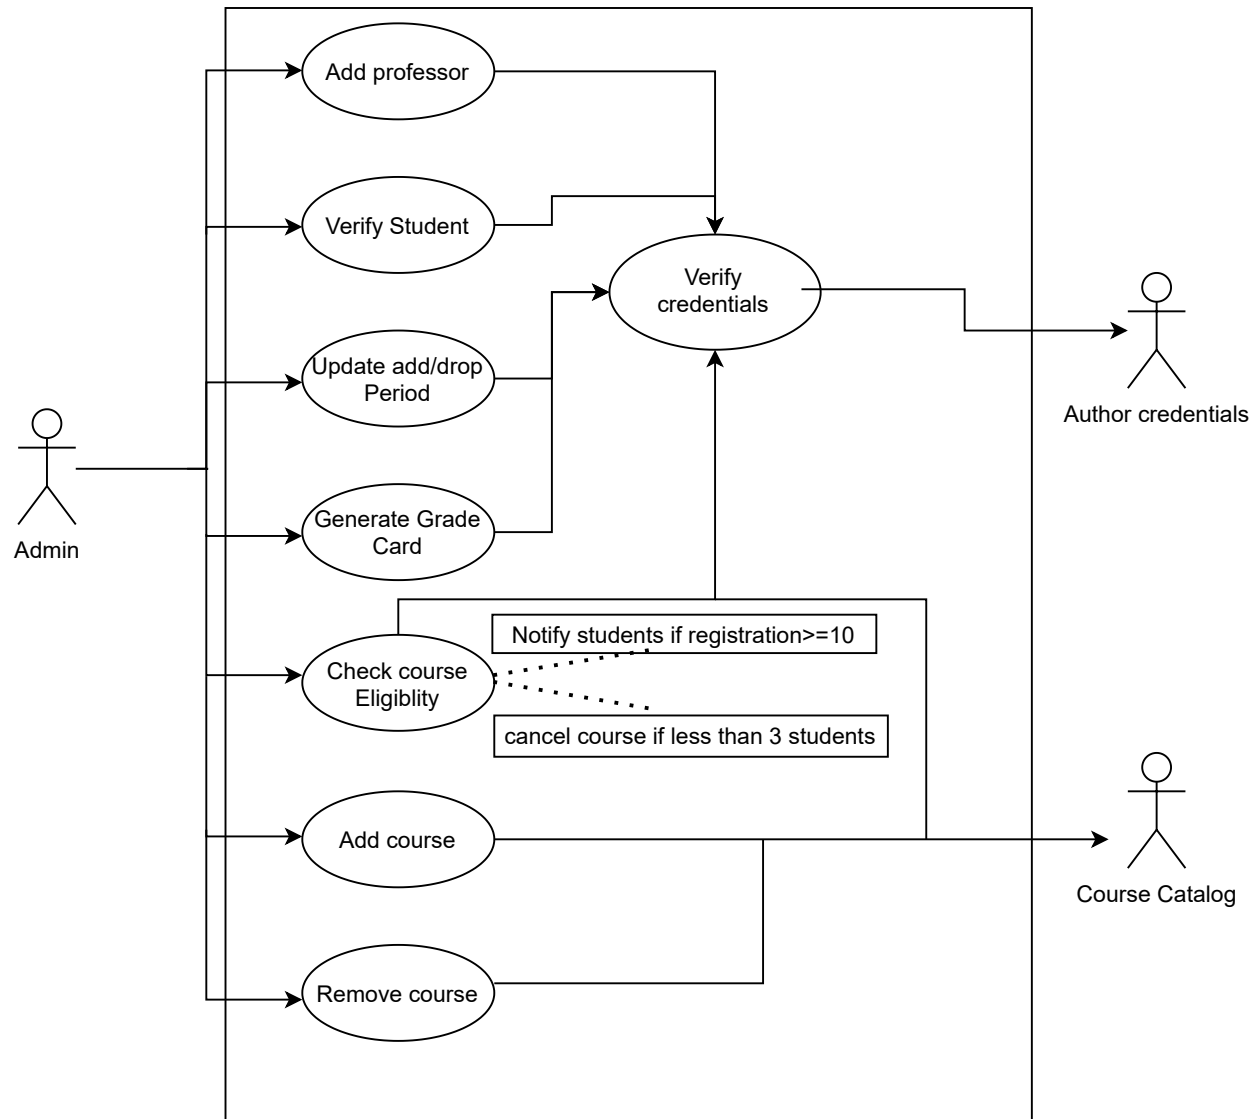 Add professor
Verify Student
Verify
credentials
Update add/drop
Period
Author credentials
Admin
Generate Grade
Card
Notify students if registration>=10
Check course
Eligiblity
cancel course if less than 3 students
Add course
Course Catalog
Remove course